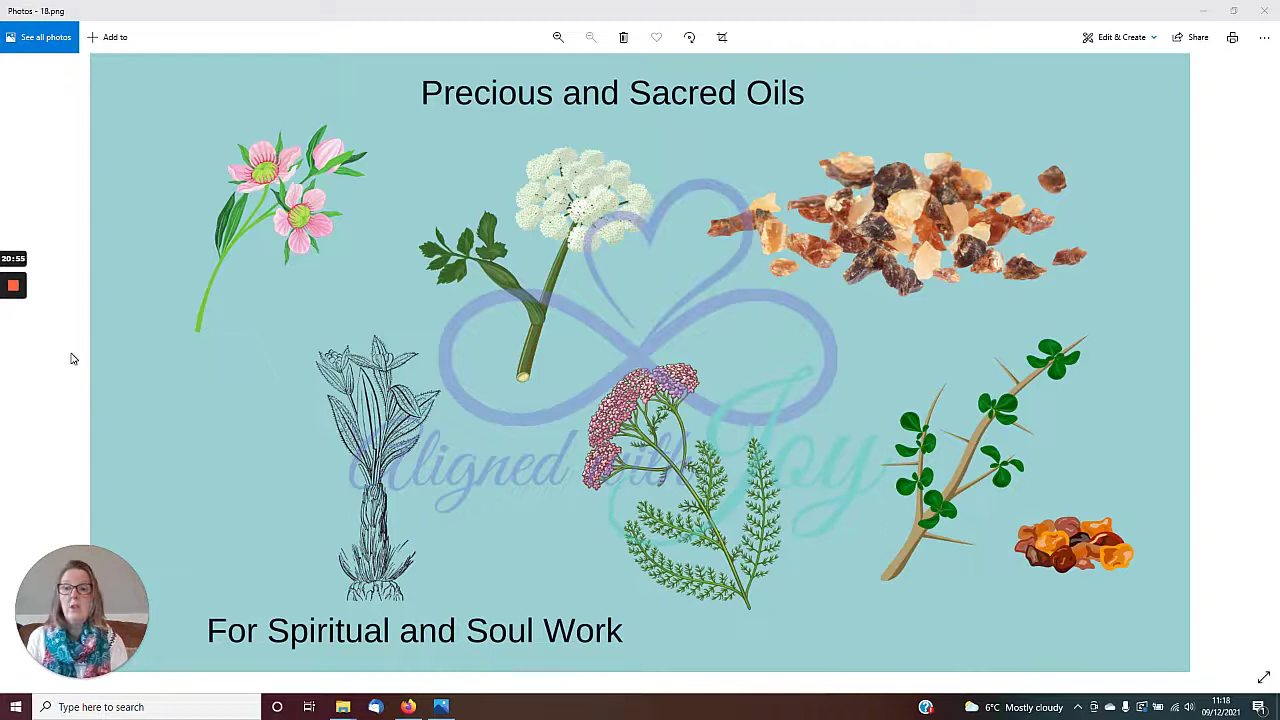 Photos - 18.png
See all photos
Add to
Edit & Create
Share
Precious and Sacred Oils
20:55
Aligned with Joy
For Spiritual and Soul Work
Type here to search
6°C Mostly cloudy
11:18
09/12/2021